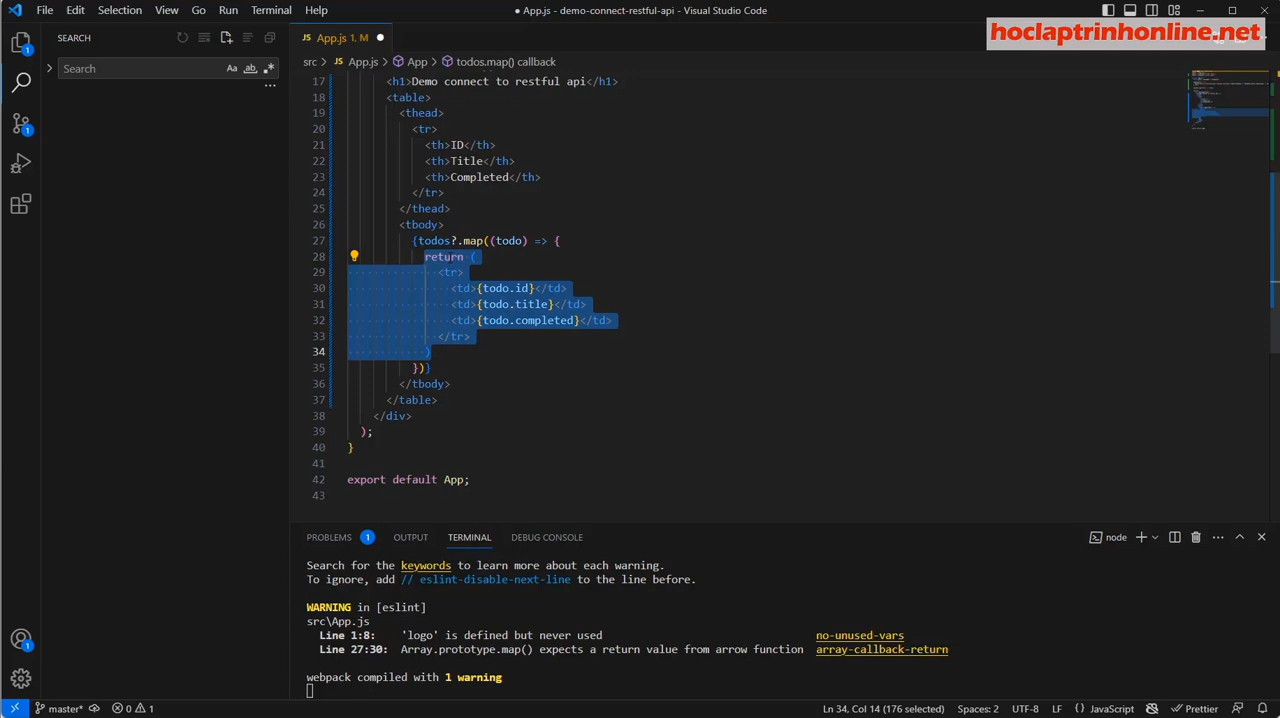 File Edit Selection View Go Run Terminal Help
● App.js - demo-connect-restful-api - Visual Studio Code
hoclaptrinhonline.net
SEARCH
Search
Aa ab .*
JS App.js 1, M ●
src > JS App.js > App > todos.map() callback
17 <h1>Demo connect to restful api</h1>
18 <table>
19 <thead>
20 <tr>
21 <th>ID</th>
22 <th>Title</th>
23 <th>Completed</th>
24 </tr>
25 </thead>
26 <tbody>
27 {todos?.map((todo) => {
28 return (
29 <tr>
30 <td>{todo.id}</td>
31 <td>{todo.title}</td>
32 <td>{todo.completed}</td>
33 </tr>
34 )
35 })}
36 </tbody>
37 </table>
38 </div>
39 );
40 }
41
42 export default App;
43
PROBLEMS 1 OUTPUT TERMINAL DEBUG CONSOLE
node
Search for the keywords to learn more about each warning.
To ignore, add // eslint-disable-next-line to the line before.
WARNING in [eslint]
src\App.js
Line 1:8: 'logo' is defined but never used no-unused-vars
Line 27:30: Array.prototype.map() expects a return value from arrow function array-callback-return
webpack compiled with 1 warning
master* 0 1 Ln 34, Col 14 (176 selected) Spaces: 2 UTF-8 LF {} JavaScript Prettier